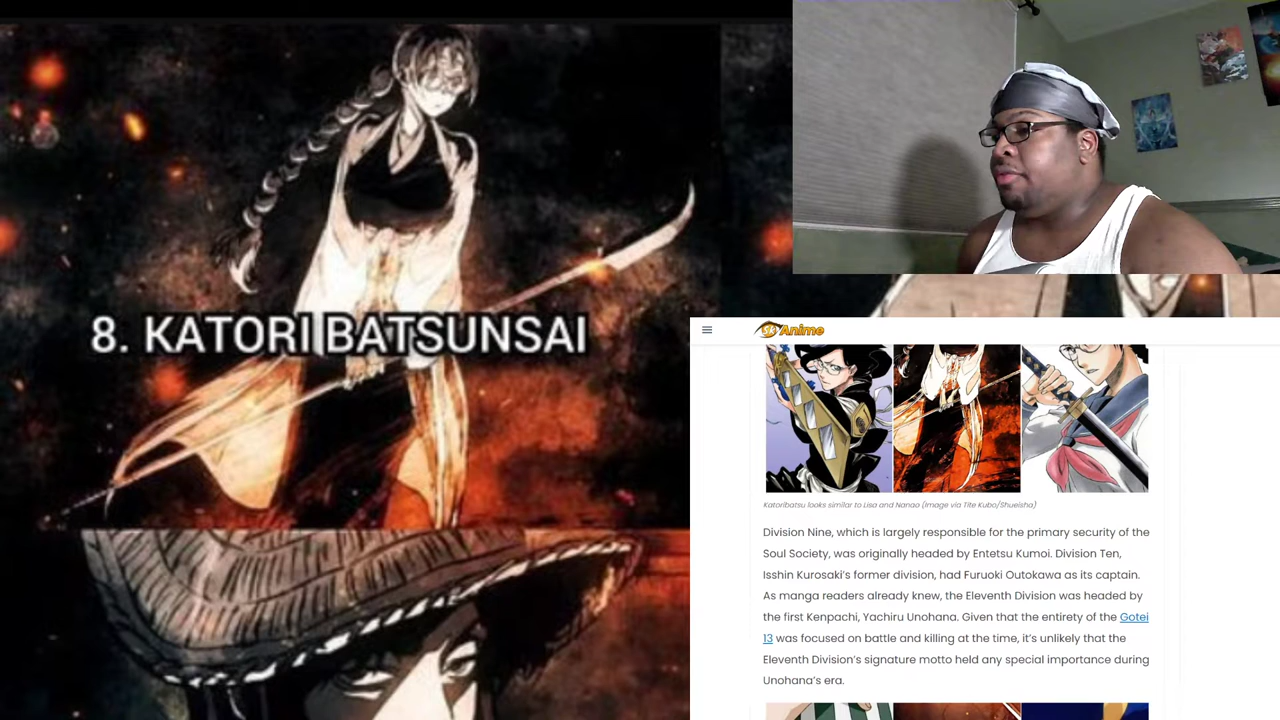 8. KATORI BATSUNSAI
Anime
Katoribatsu looks similar to Lisa and Nanao (Image via Tite Kubo/Shueisha)
Division Nine, which is largely responsible for the primary security of the
Soul Society, was originally headed by Entetsu Kumoi. Division Ten,
Isshin Kurosaki's former division, had Furuoki Outokawa as its captain.
As manga readers already knew, the Eleventh Division was headed by
the first Kenpachi, Yachiru Unohana. Given that the entirety of the Gotei
13 was focused on battle and killing at the time, it's unlikely that the
Eleventh Division's signature motto held any special importance during
Unohana's era.